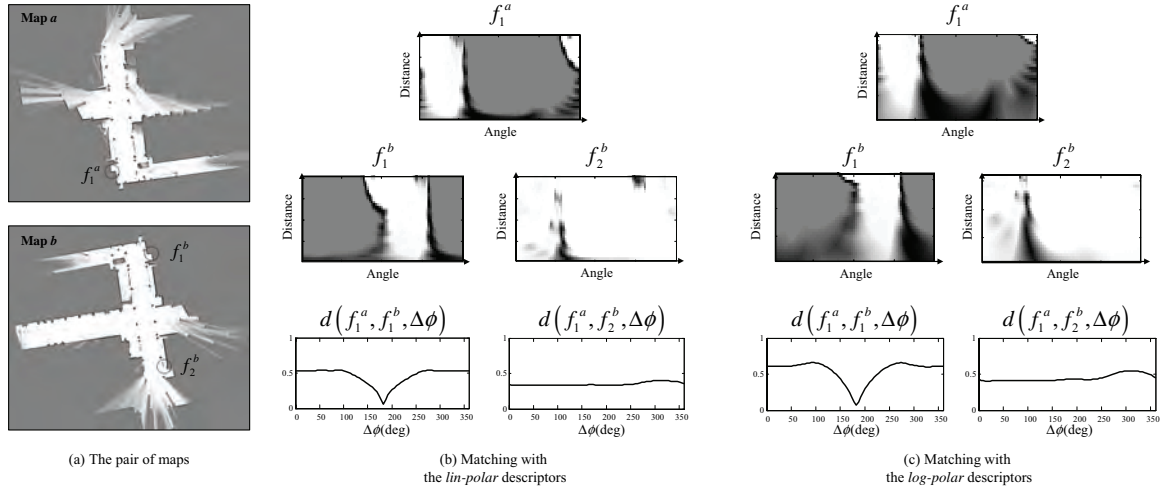 Map a
f₁ᵃ
Map b
f₁ᵇ
f₂ᵇ
(a) The pair of maps
f₁ᵃ
Distance
Angle
f₁ᵇ
f₂ᵇ
Distance
Distance
Angle
Angle
d(f₁ᵃ, f₁ᵇ, Δϕ)
d(f₁ᵃ, f₂ᵇ, Δϕ)
1
0.5
0
0 50 100 150 200 250 300 350
Δϕ(deg)
1
0.5
0
0 50 100 150 200 250 300 350
Δϕ(deg)
(b) Matching with
the lin-polar descriptors
f₁ᵃ
Distance
Angle
f₁ᵇ
f₂ᵇ
Distance
Distance
Angle
Angle
d(f₁ᵃ, f₁ᵇ, Δϕ)
d(f₁ᵃ, f₂ᵇ, Δϕ)
1
0.5
0
0 50 100 150 200 250 300 350
Δϕ(deg)
1
0.5
0
0 50 100 150 200 250 300 350
Δϕ(deg)
(c) Matching with
the log-polar descriptors